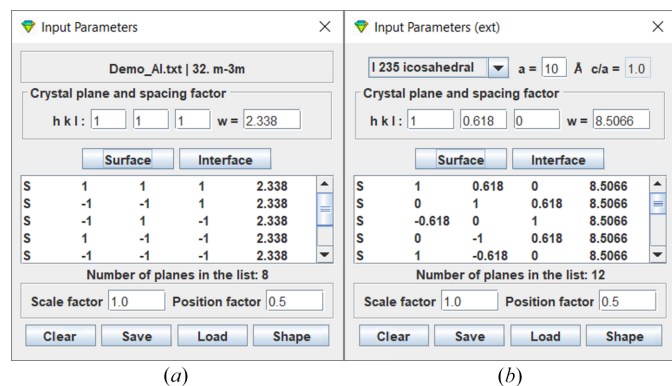 Input Parameters
Demo_Al.txt | 32. m-3m
Crystal plane and spacing factor
h k l : 1 1 1 w = 2.338
Surface Interface
S 1 1 1 2.338
S -1 -1 1 2.338
S -1 1 -1 2.338
S 1 -1 -1 2.338
S -1 -1 -1 2.338
Number of planes in the list: 8
Scale factor 1.0 Position factor 0.5
Clear Save Load Shape
(a)
Input Parameters (ext)
I 235 icosahedral a = 10 Å c/a = 1.0
Crystal plane and spacing factor
h k l : 1 0.618 0 w = 8.5066
Surface Interface
S 1 0.618 0 8.5066
S 0 1 0.618 8.5066
S -0.618 0 1 8.5066
S 0 -1 0.618 8.5066
S 1 -0.618 0 8.5066
Number of planes in the list: 12
Scale factor 1.0 Position factor 0.5
Clear Save Load Shape
(b)